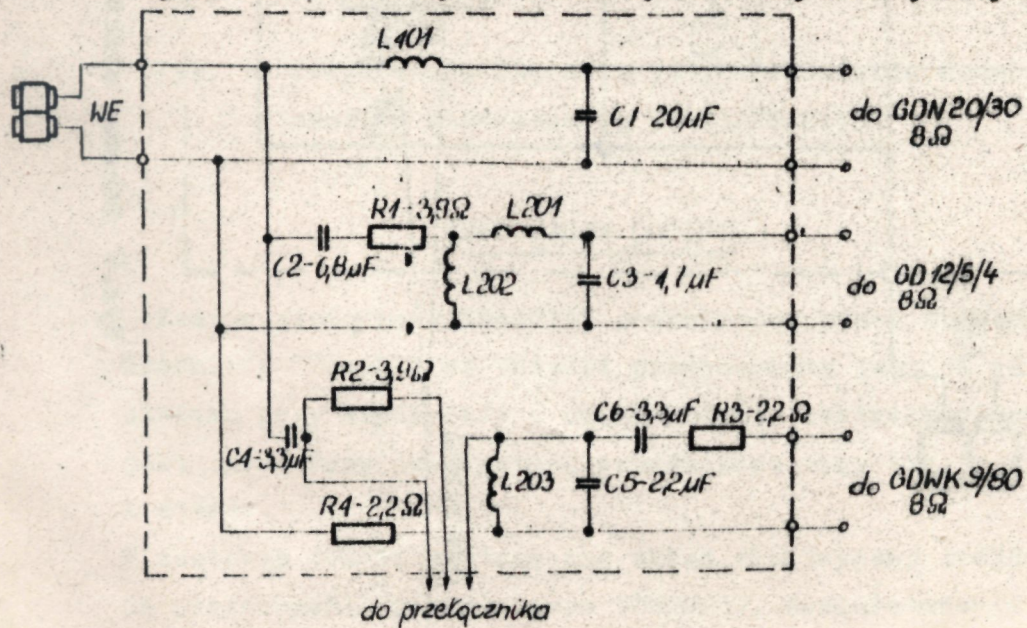 L401
WE
C1-20µF
do GDN 20/30
8Ω
R1-3,9Ω
L201
C2-6,8µF
L202
C3-4,7µF
do GD 12/5/4
8Ω
R2-3,9Ω
C6-3,3µF
R3-2,2Ω
C4-3,3µF
L203
C5-2,2µF
do GDWK 9/80
8Ω
R4-2,2Ω
do przełącznika